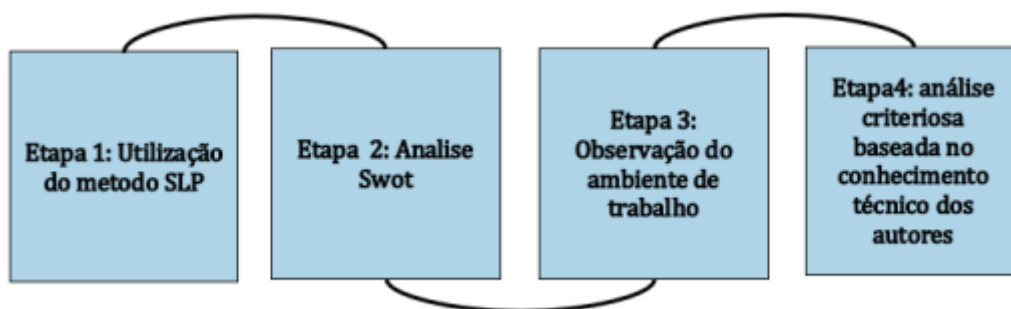 Etapa 1: Utilização
do metodo SLP
Etapa 2: Analise
Swot
Etapa 3:
Observação do
ambiente de
trabalho
Etapa4: análise
criteriosa
baseada no
conhecimento
técnico dos
autores